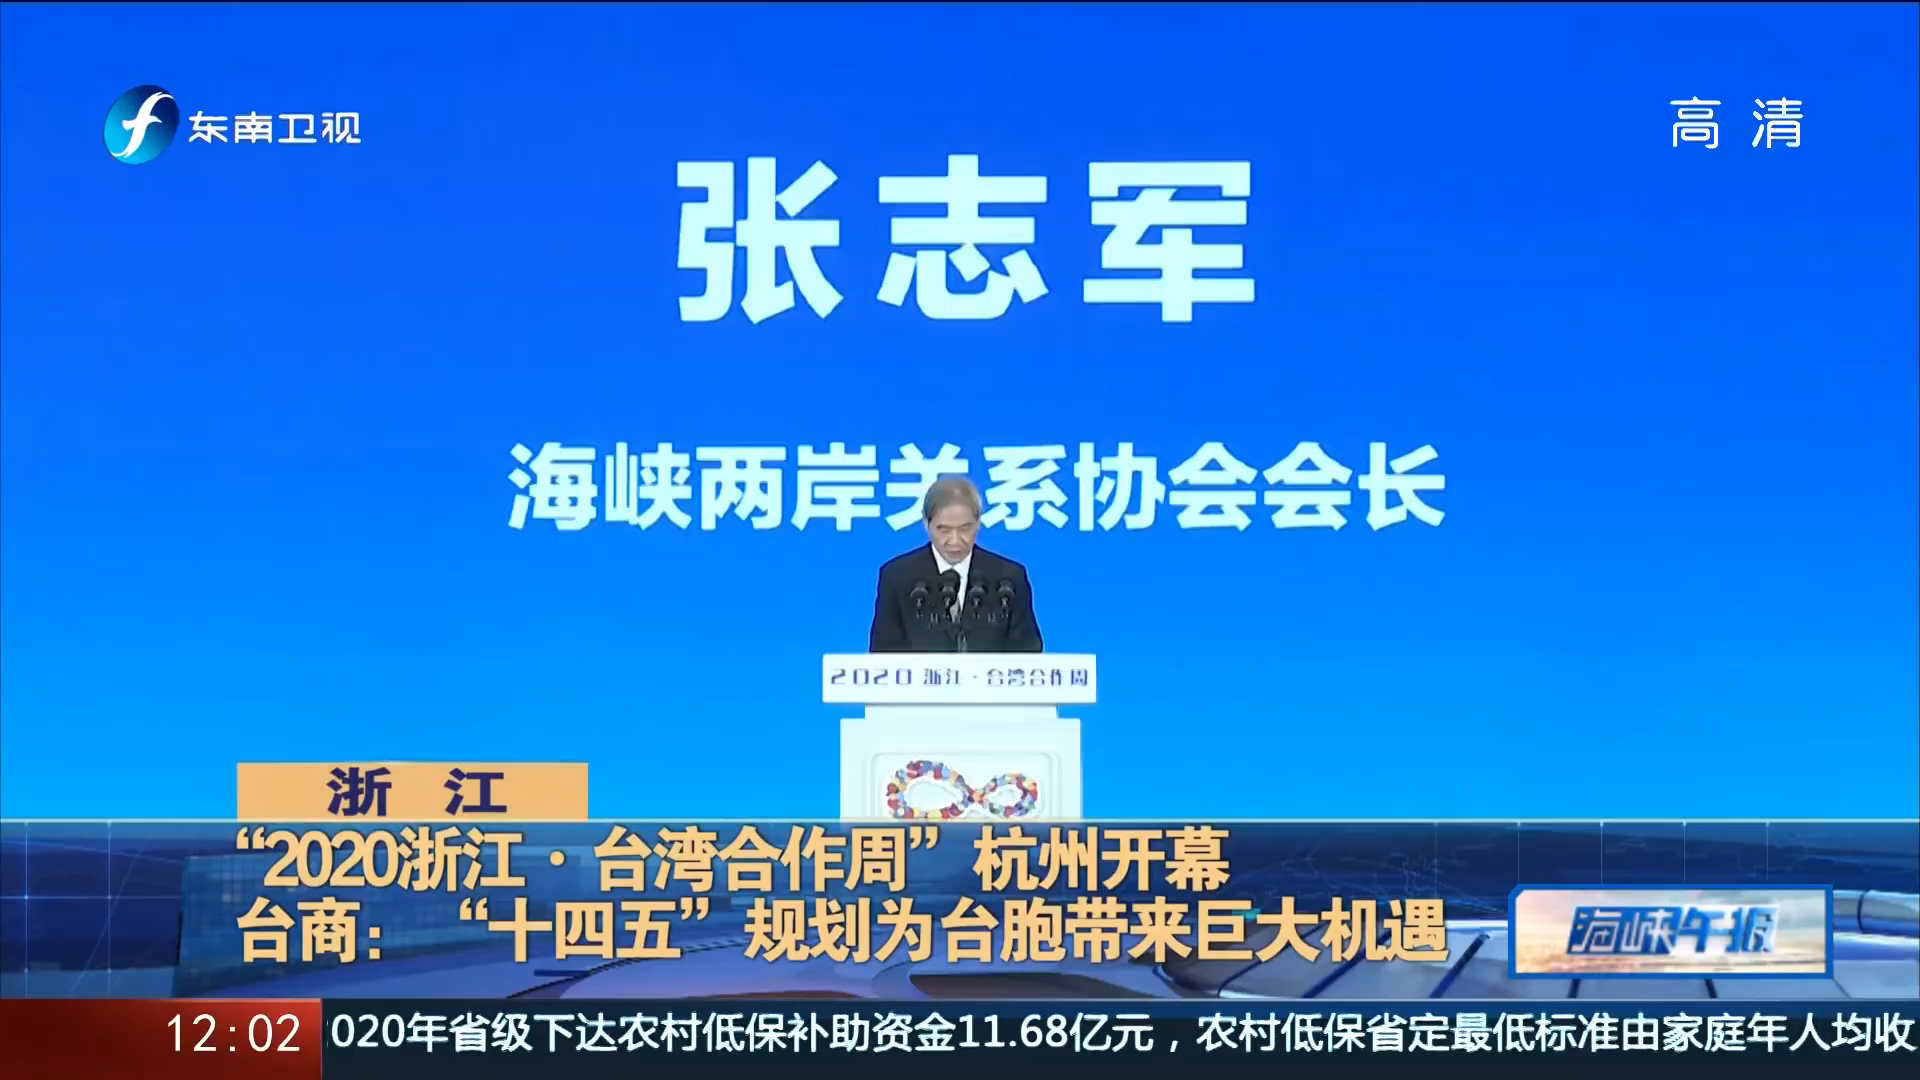 东南卫视
高清
张志军
海峡两岸关系协会会长
2020 浙江·台湾合作周
浙 江
“2020浙江·台湾合作周”杭州开幕
台商：“十四五”规划为台胞带来巨大机遇
海峡午报
12:02
020年省级下达农村低保补助资金11.68亿元，农村低保省定最低标准由家庭年人均收